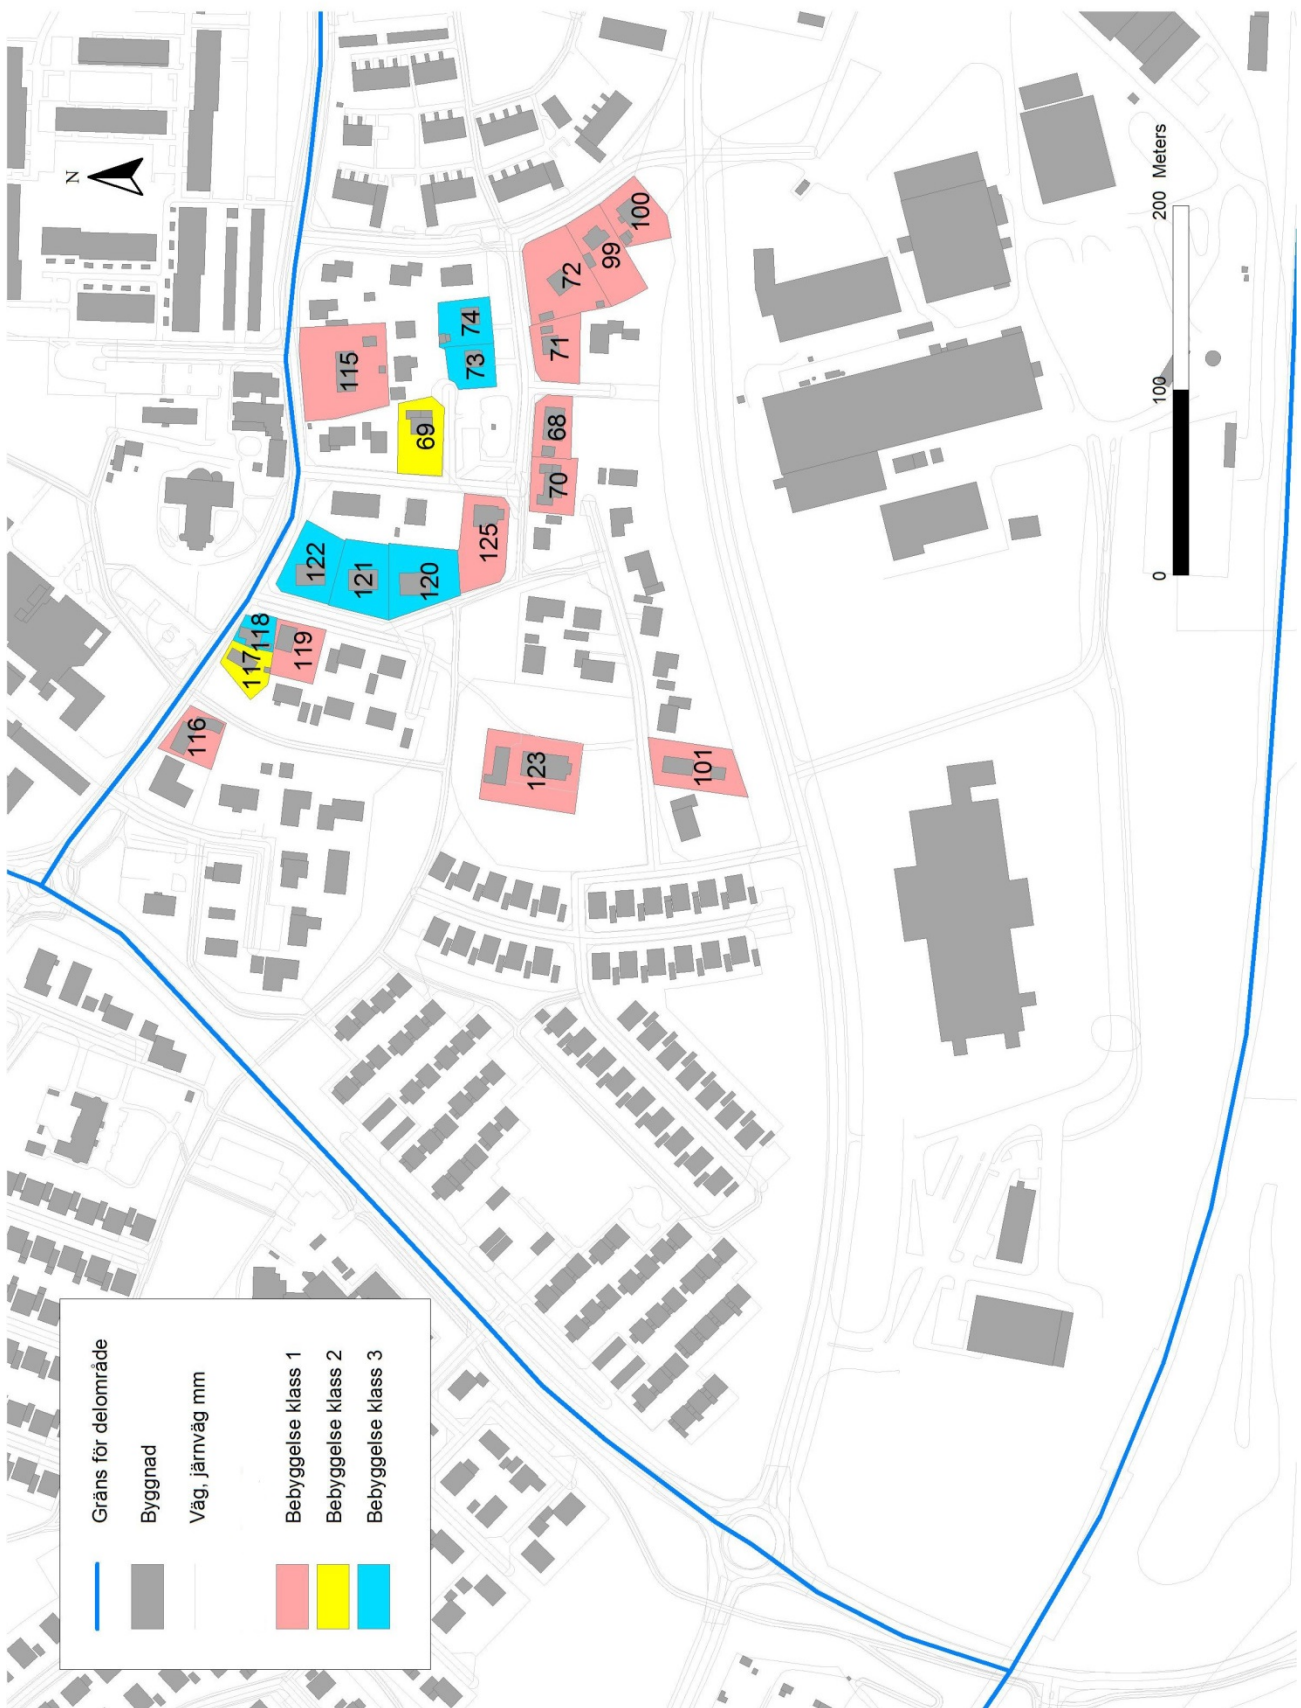 Gräns för delområde
Byggnad
Väg, järnväg mm
Bebyggelse klass 1
Bebyggelse klass 2
Bebyggelse klass 3
N
116
117
118
119
122
121
120
125
115
69
73
74
123
101
70
68
71
72
99
100
0
100
200 Meters